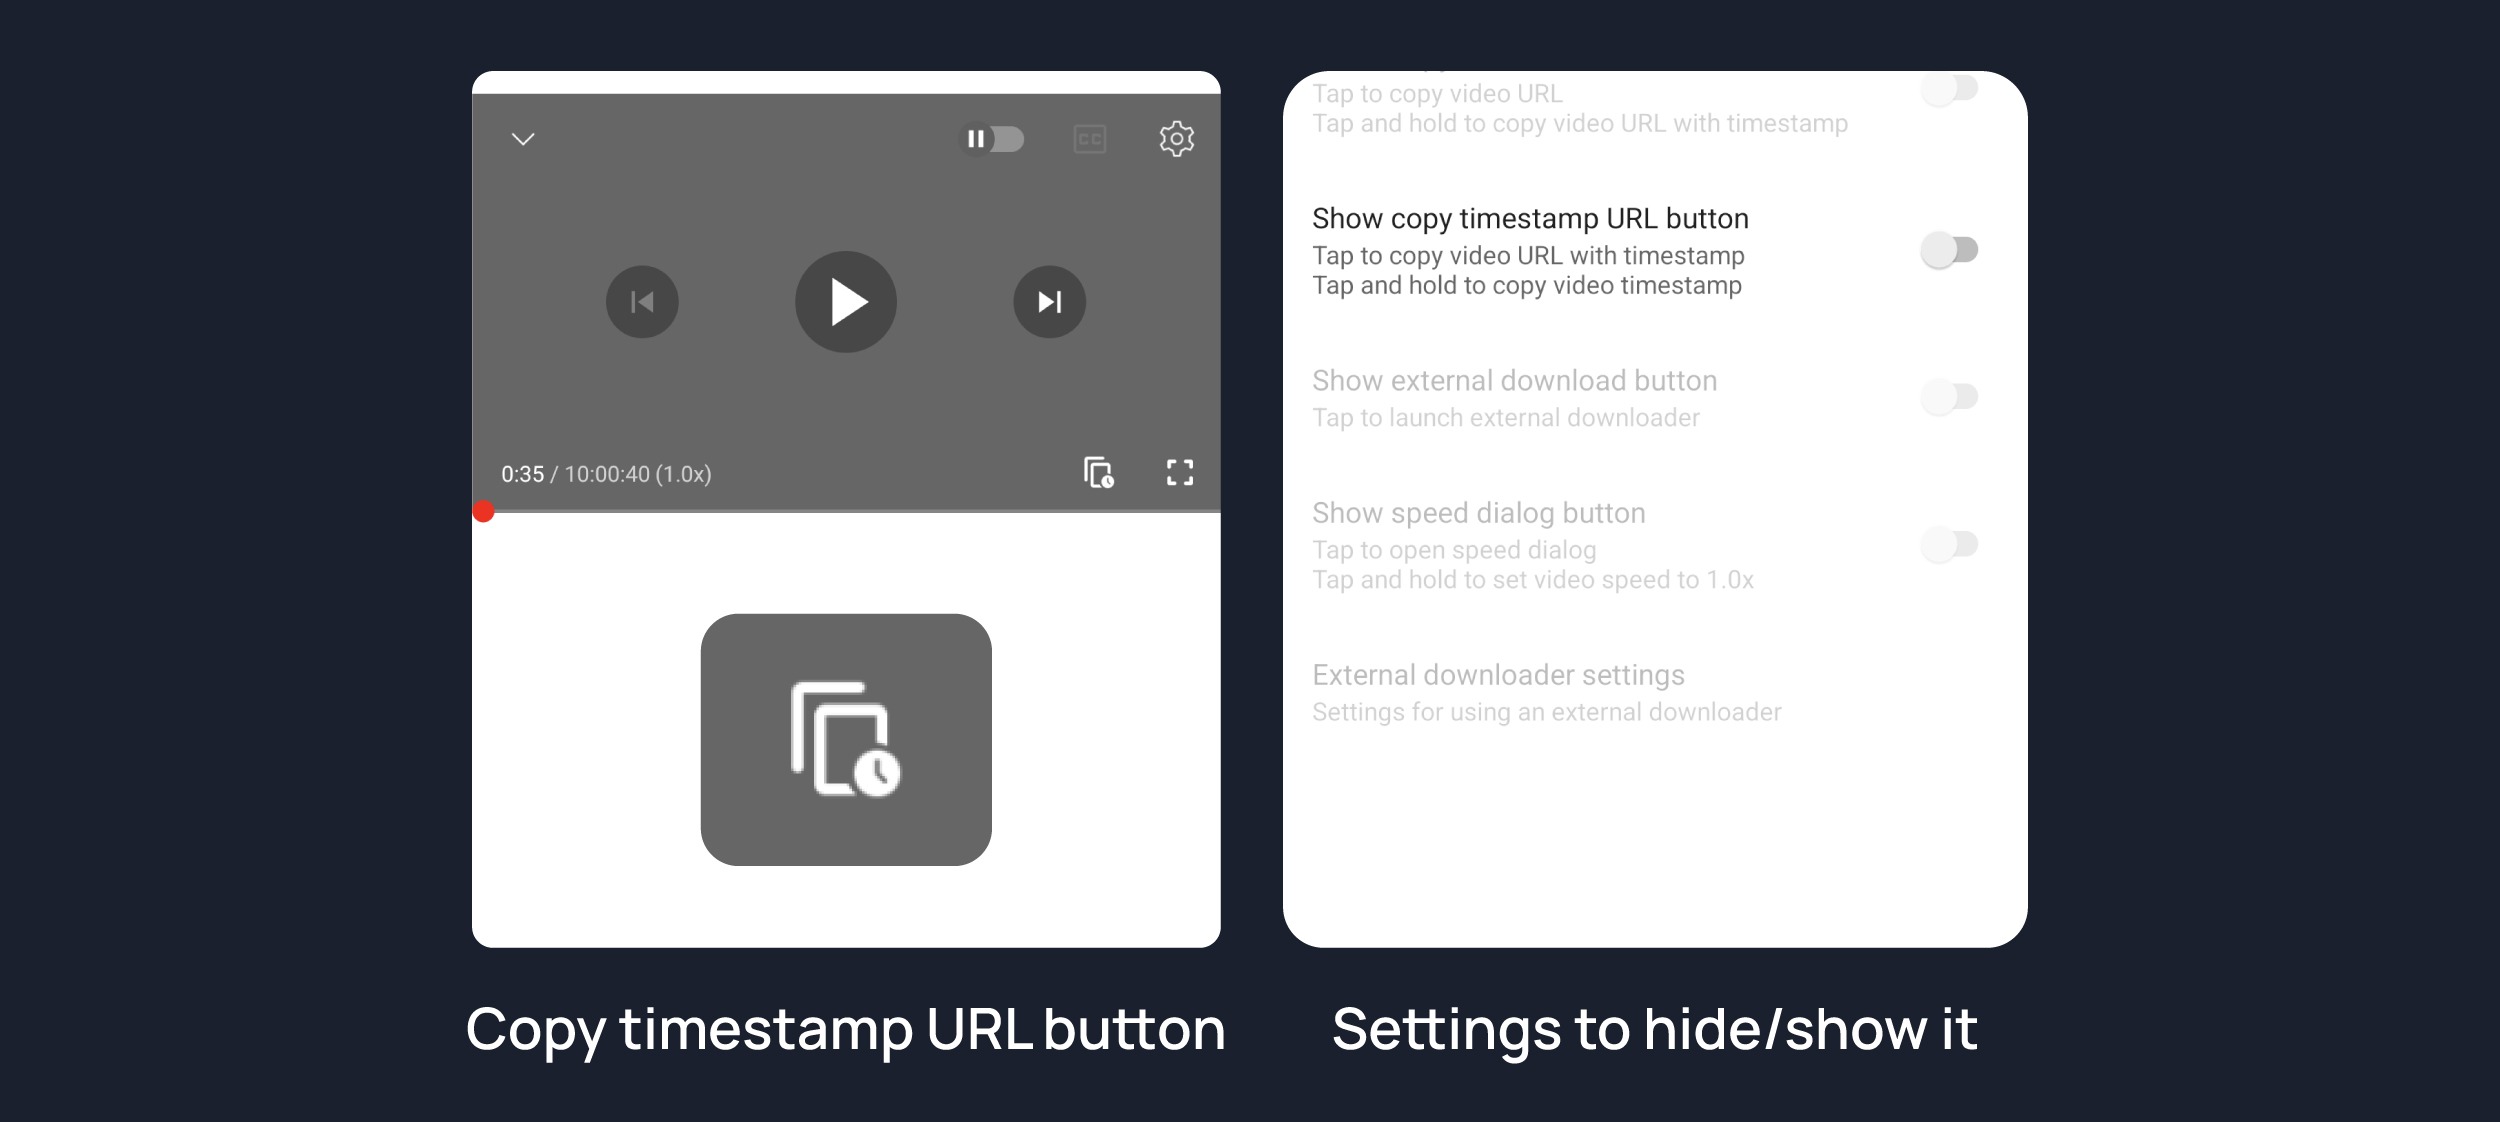 CC
0:35 / 10:00:40 (1.0x)
Copy timestamp URL button
Tap to copy video URL
Tap and hold to copy video URL with timestamp
Show copy timestamp URL button
Tap to copy video URL with timestamp
Tap and hold to copy video timestamp
Show external download button
Tap to launch external downloader
Show speed dialog button
Tap to open speed dialog
Tap and hold to set video speed to 1.0x
External downloader settings
Settings for using an external downloader
Settings to hide/show it